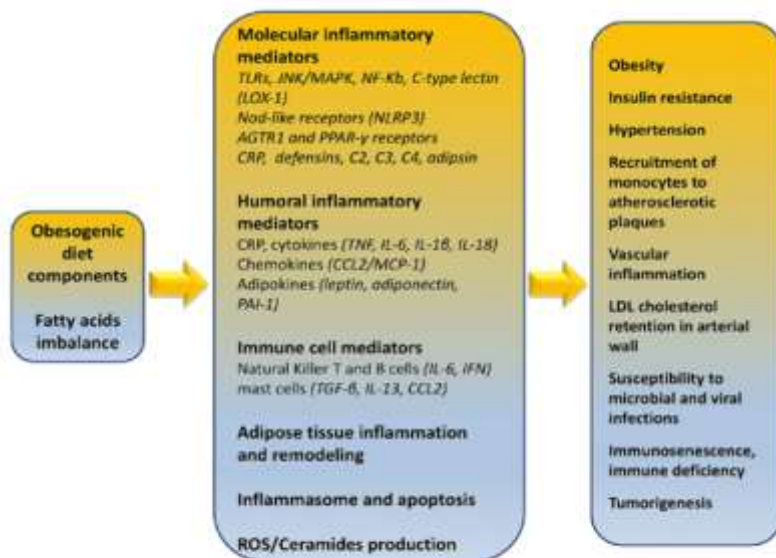 Obesogenic
diet
components
Fatty acids
imbalance
Molecular inflammatory
mediators
TLRs, JNK/MAPK, NF-Kb, C-type lectin
(LOX-1)
Nod-like receptors (NLRP3)
AGTR1 and PPAR-γ receptors
CRP, defensins, C2, C3, C4, adipsin
Humoral inflammatory
mediators
CRP, cytokines (TNF, IL-6, IL-1β, IL-18)
Chemokines (CCL2/MCP-1)
Adipokines (leptin, adiponectin,
PAI-1)
Immune cell mediators
Natural Killer T and B cells (IL-6, IFN)
mast cells (TGF-β, IL-13, CCL2)
Adipose tissue inflammation
and remodeling
Inflammasome and apoptosis
ROS/Ceramides production
Obesity
Insulin resistance
Hypertension
Recruitment of
monocytes to
atherosclerotic
plaques
Vascular
inflammation
LDL cholesterol
retention in arterial
wall
Susceptibility to
microbial and viral
infections
Immunosenescence,
immune deficiency
Tumorigenesis